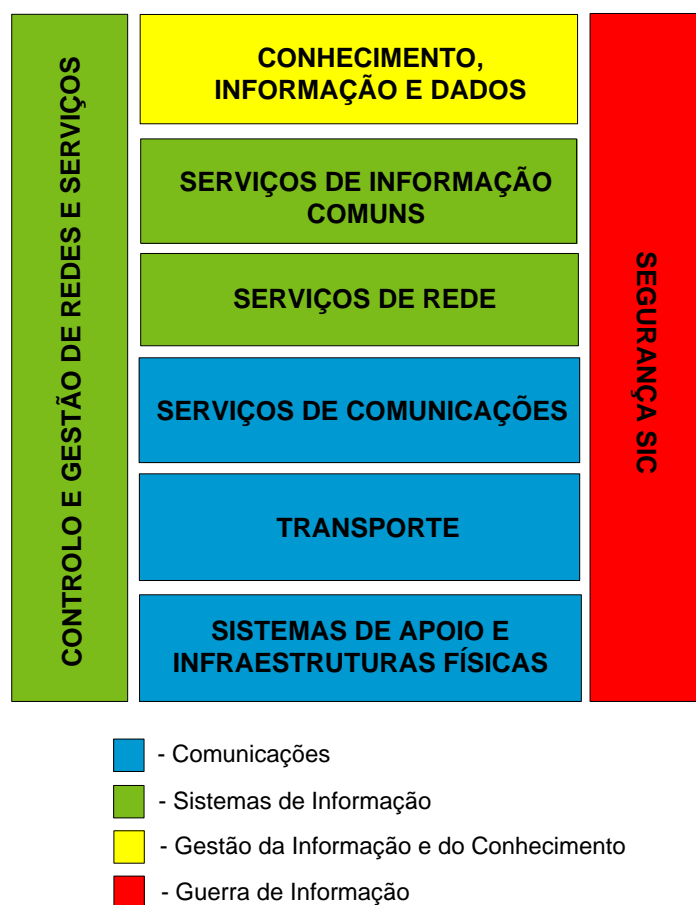 CONTROLO E GESTÃO DE REDES E SERVIÇOS
CONHECIMENTO,
INFORMAÇÃO E DADOS
SERVIÇOS DE INFORMAÇÃO
COMUNS
SERVIÇOS DE REDE
SERVIÇOS DE COMUNICAÇÕES
TRANSPORTE
SISTEMAS DE APOIO E
INFRAESTRUTURAS FÍSICAS
SEGURANÇA SIC
- Comunicações
- Sistemas de Informação
- Gestão da Informação e do Conhecimento
- Guerra de Informação